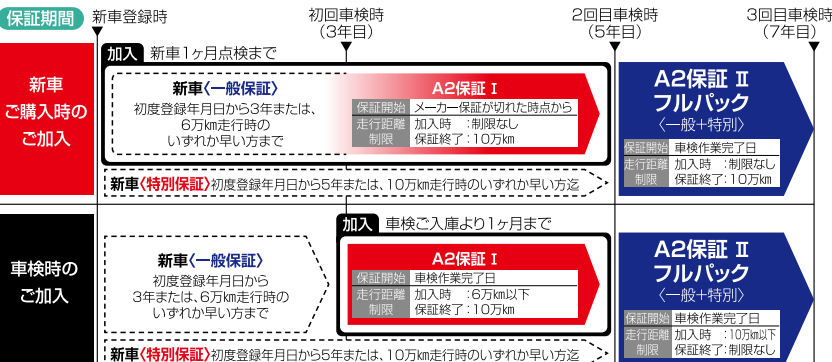 保証期間
新車登録時
初回車検時
(3年目)
2回目車検時
(5年目)
3回目車検時
(7年目)
新車
ご購入時の
ご加入
加入 新車1ヶ月点検まで
新車〈一般保証〉
初度登録年月日から3年または、
6万km走行時の
いずれか早い方まで
A2保証 I
保証開始 メーカー保証が切れた時点から
走行距離 加入時 :制限なし
制限 保証終了:10万km
新車〈特別保証〉初度登録年月日から5年または、10万km走行時のいずれか早い方迄
A2保証 II
フルパック
〈一般+特別〉
保証開始 車検作業完了日
走行距離 加入時 :制限なし
制限 保証終了:10万km
車検時の
ご加入
加入 車検ご入庫より1ヶ月まで
新車〈一般保証〉
初度登録年月日から
3年または、6万km走行時の
いずれか早い方まで
A2保証 I
保証開始 車検作業完了日
走行距離 加入時 :6万km以下
制限 保証終了:10万km
新車〈特別保証〉初度登録年月日から5年または、10万km走行時のいずれか早い方迄
A2保証 II
フルパック
〈一般+特別〉
保証開始 車検作業完了日
走行距離 加入時 :10万km以下
制限 保証終了:制限なし